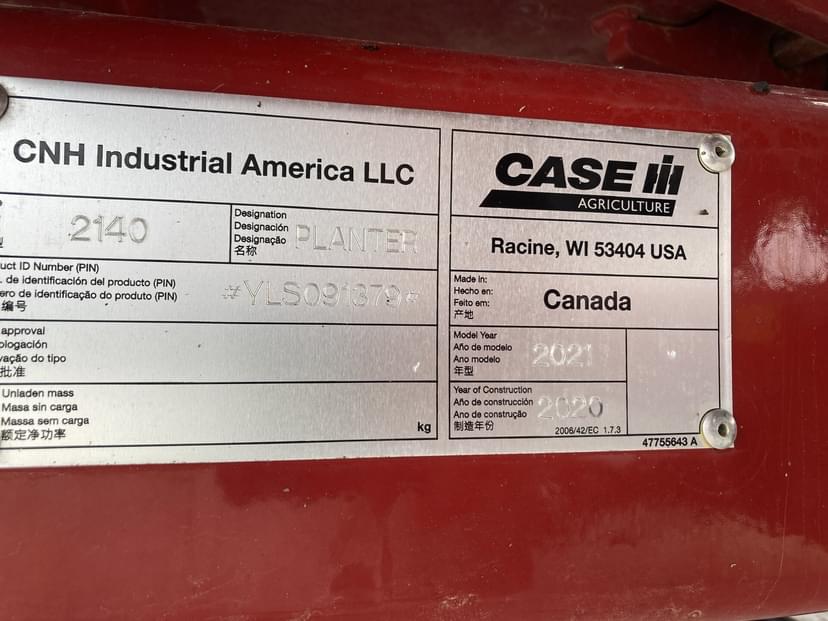 CNH Industrial America LLC
2140
型
Designation
Designación
Designação
名称
PLANTER
uct ID Number (PIN)
. de identificación del producto (PIN)
ero de identificação do produto (PIN)
编号
#YLS091379#
approval
ologación
vação do tipo
批准
Unladen mass
Masa sin carga
Massa sem carga
额定净功率
kg
CASE IH
AGRICULTURE
Racine, WI 53404 USA
Made in:
Hecho en:
Feito em:
产地
Canada
Model Year
Año de modelo
Ano modelo
年型
2021
Year of Construction
Año de construcción
Ano de construção
制造年份
2020
2006/42/EC 1.7.3
47755643 A